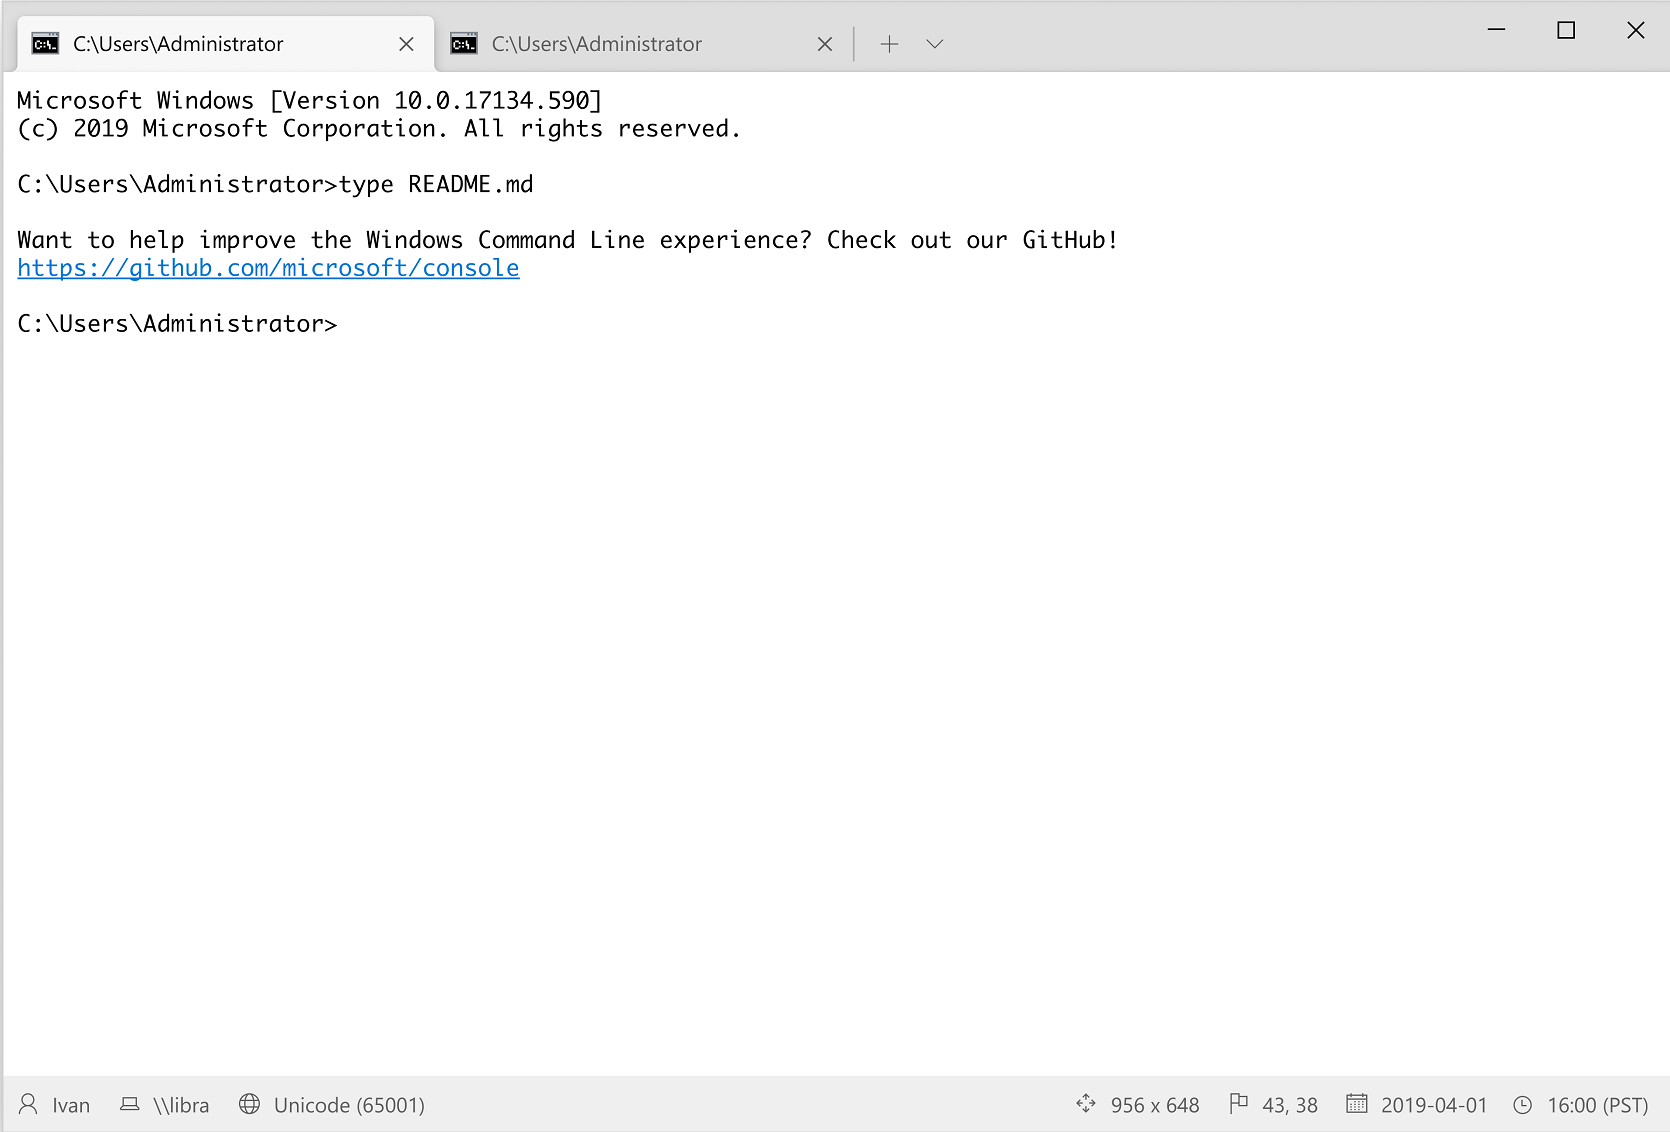 C:\Users\Administrator
C:\Users\Administrator
Microsoft Windows [Version 10.0.17134.590]
(c) 2019 Microsoft Corporation. All rights reserved.
C:\Users\Administrator>type README.md
Want to help improve the Windows Command Line experience? Check out our GitHub!
https://github.com/microsoft/console
C:\Users\Administrator>
Ivan \\libra Unicode (65001) 956 x 648 43, 38 2019-04-01 16:00 (PST)